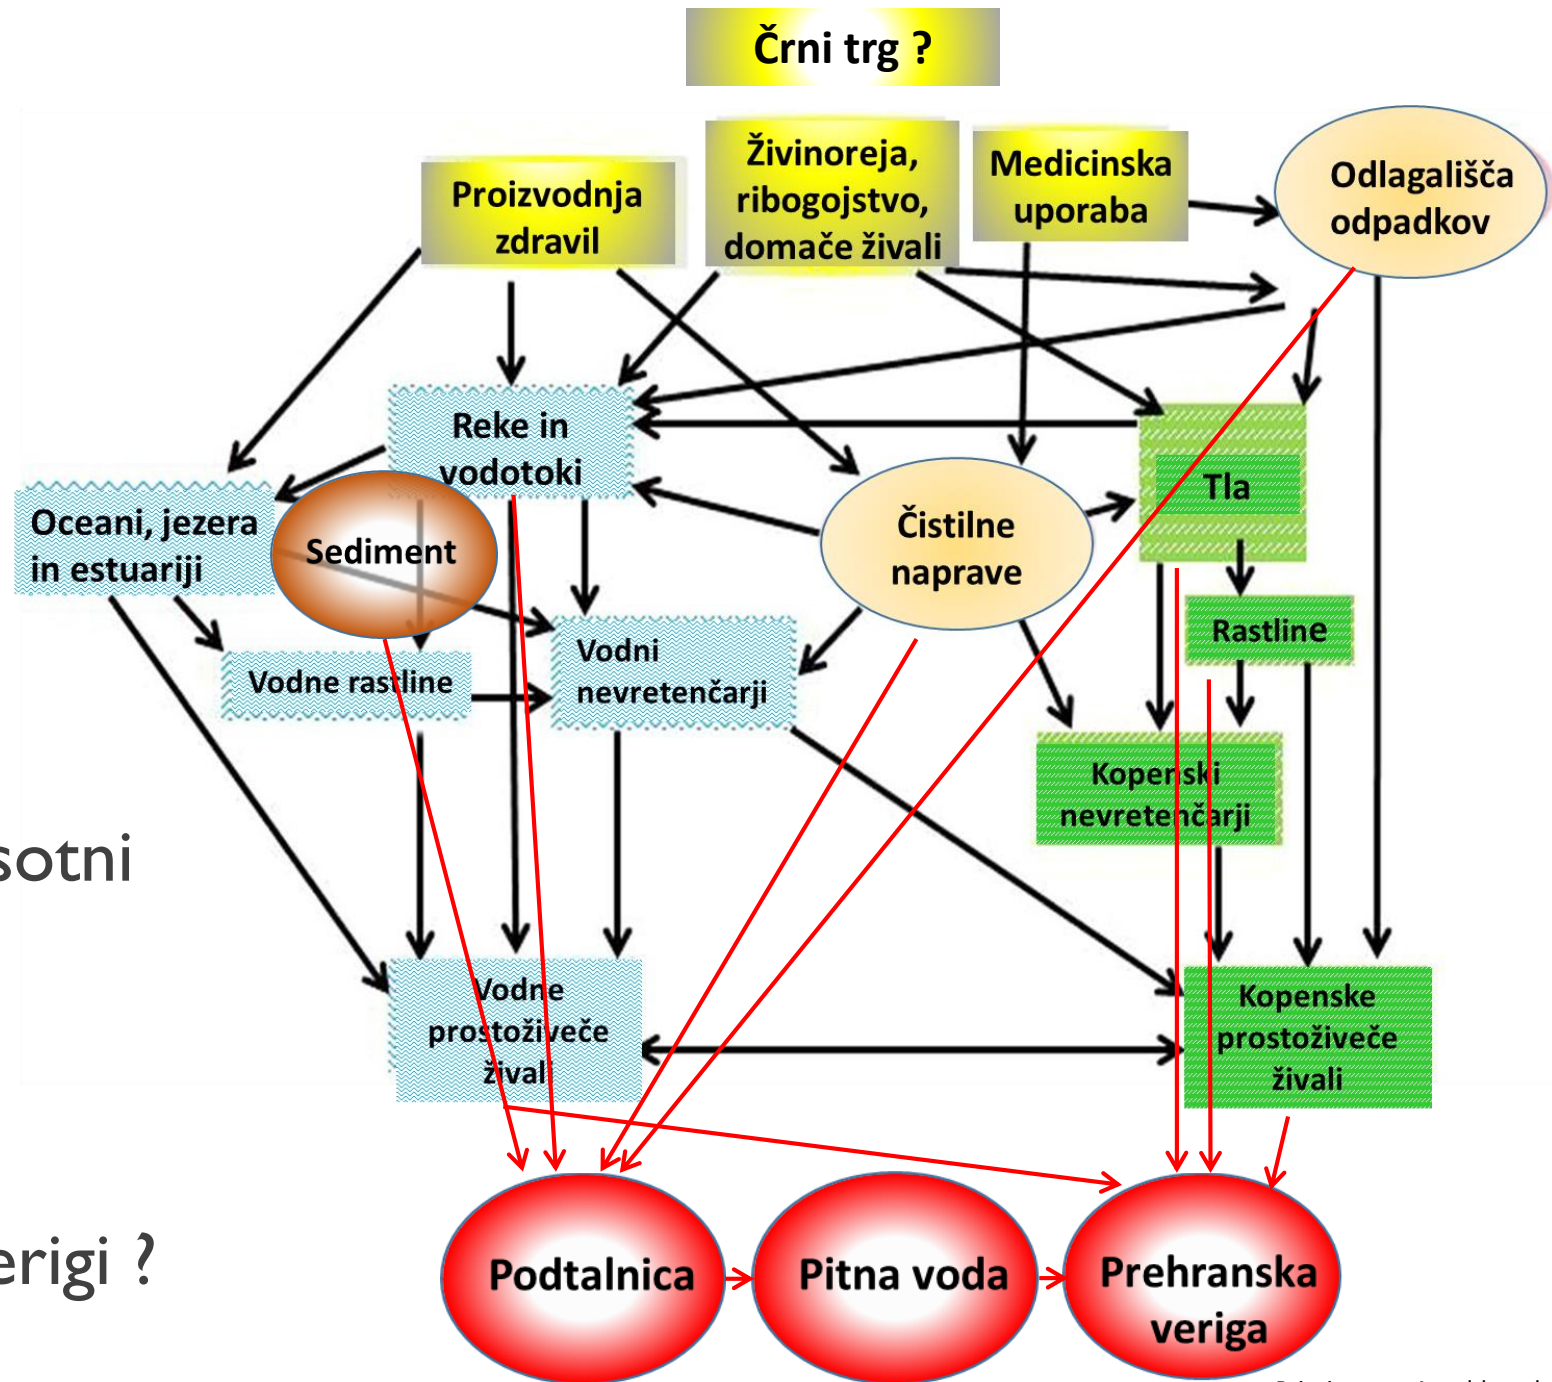 Črni trg ?
Proizvodnja
zdravil
Živinoreja,
ribogojstvo,
domače živali
Medicinska
uporaba
Odlagališča
odpadkov
Reke in
vodotoki
Oceani, jezera
in estuariji
Sediment
Čistilne
naprave
Tla
Rastline
Vodne rastline
Vodni
nevretenčarji
Kopenski
nevretenčarji
sotni
Vodne
prostoživeče
živali
Kopenske
prostoživeče
živali
erigi ?
Podtalnica
Pitna voda
Prehranska
veriga